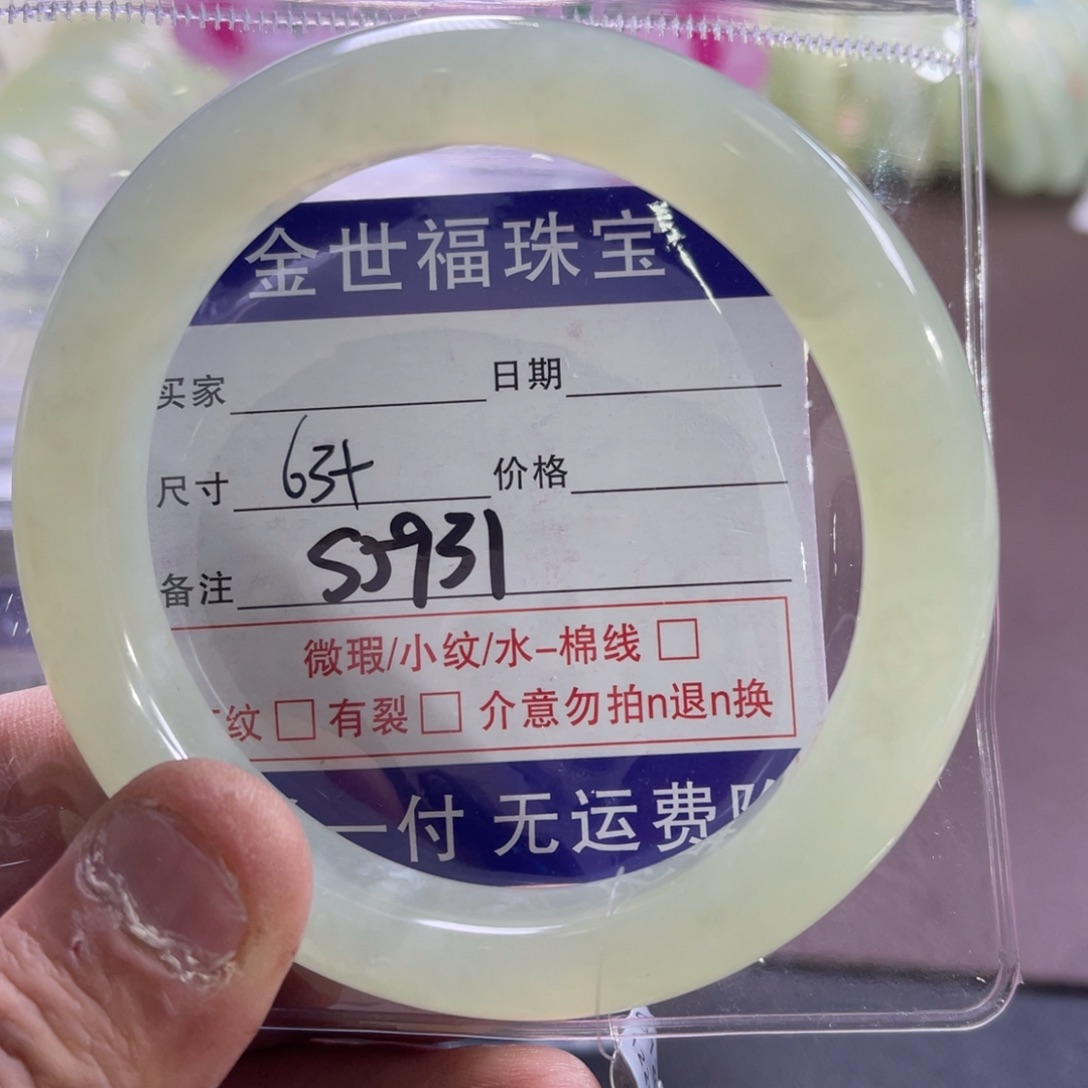 金世福珠宝
买家 日期
尺寸 63+ 价格
备注 SJ931
微瑕/小纹/水-棉线 □
纹 □ 有裂 □ 介意勿拍n退n换
一付 无运费